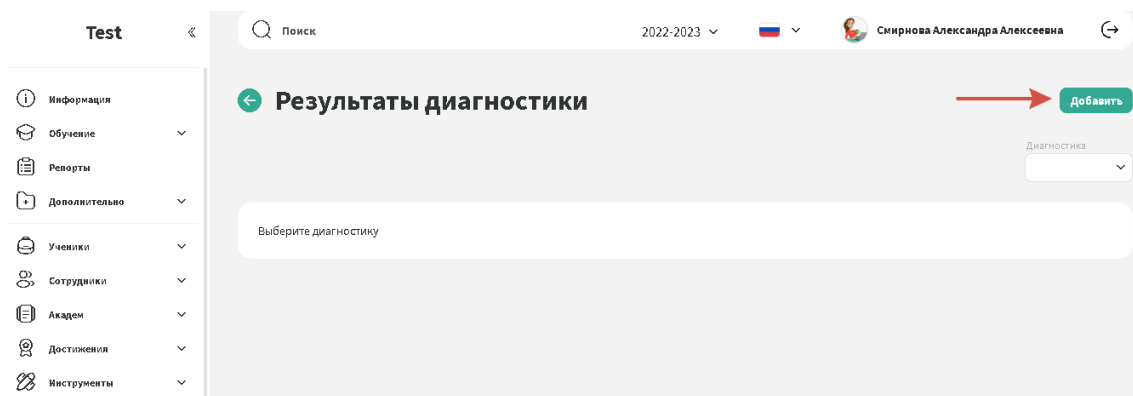 Test
Поиск
2022-2023
Смирнова Александра Алексеевна
Информация
Обучение
Репорты
Дополнительно
Ученики
Сотрудники
Академ
Достижения
Инструменты
Результаты диагностики
Добавить
Диагностика
Выберите диагностику